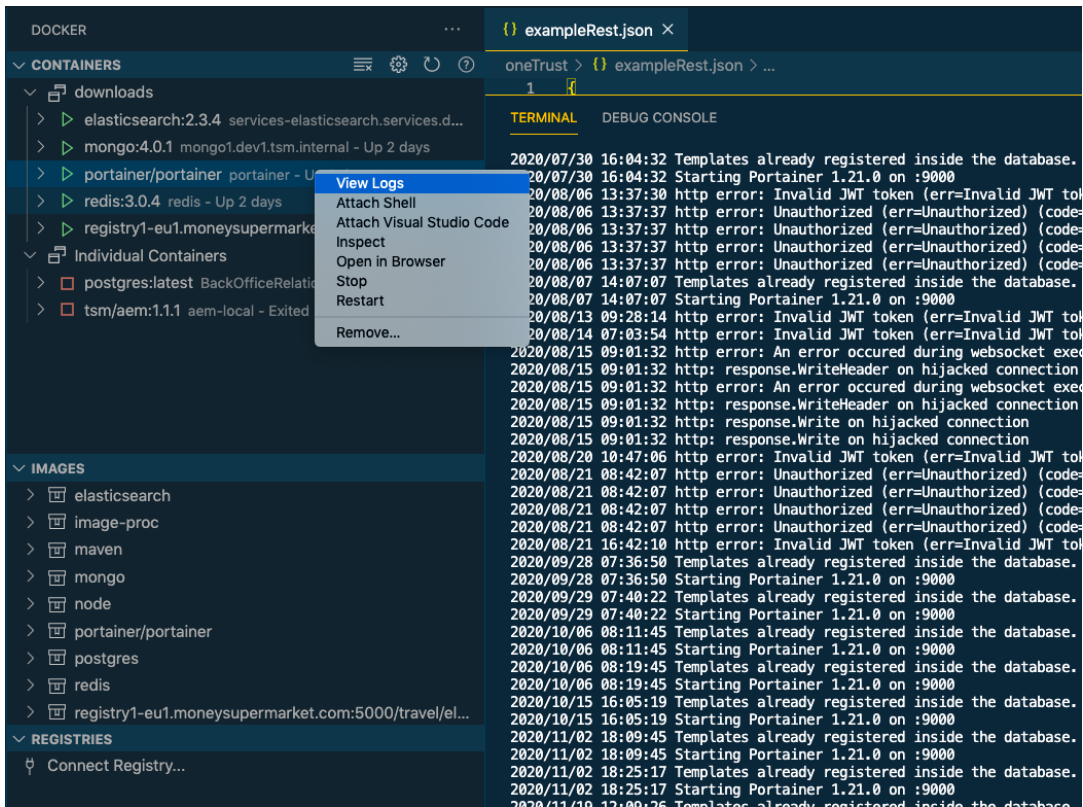 DOCKER
CONTAINERS
downloads
elasticsearch:2.3.4 services-elasticsearch.services.d...
mongo:4.0.1 mongo1.dev1.tsm.internal - Up 2 days
portainer/portainer portainer - U
redis:3.0.4 redis - Up 2 days
registry1-eu1.moneysupermarke
Individual Containers
postgres:latest BackOfficeRelatio
tsm/aem:1.1.1 aem-local - Exited
View Logs
Attach Shell
Attach Visual Studio Code
Inspect
Open in Browser
Stop
Restart
Remove...
IMAGES
elasticsearch
image-proc
maven
mongo
node
portainer/portainer
postgres
redis
registry1-eu1.moneysupermarket.com:5000/travel/el...
REGISTRIES
Connect Registry...
{} exampleRest.json ×
oneTrust > {} exampleRest.json > ...
1 {
TERMINAL DEBUG CONSOLE
2020/07/30 16:04:32 Templates already registered inside the database.
20/07/30 16:04:32 Starting Portainer 1.21.0 on :9000
20/08/06 13:37:30 http error: Invalid JWT token (err=Invalid JWT tok
20/08/06 13:37:37 http error: Unauthorized (err=Unauthorized) (code=
20/08/06 13:37:37 http error: Unauthorized (err=Unauthorized) (code=
20/08/06 13:37:37 http error: Unauthorized (err=Unauthorized) (code=
20/08/06 13:37:37 http error: Unauthorized (err=Unauthorized) (code=
20/08/07 14:07:07 Templates already registered inside the database.
20/08/07 14:07:07 Starting Portainer 1.21.0 on :9000
20/08/13 09:28:14 http error: Invalid JWT token (err=Invalid JWT tok
20/08/14 07:03:54 http error: Invalid JWT token (err=Invalid JWT tok
2020/08/15 09:01:32 http error: An error occured during websocket exec
2020/08/15 09:01:32 http: response.WriteHeader on hijacked connection
2020/08/15 09:01:32 http error: An error occured during websocket exec
2020/08/15 09:01:32 http: response.WriteHeader on hijacked connection
2020/08/15 09:01:32 http: response.Write on hijacked connection
2020/08/15 09:01:32 http: response.Write on hijacked connection
2020/08/20 10:47:06 http error: Invalid JWT token (err=Invalid JWT tok
2020/08/21 08:42:07 http error: Unauthorized (err=Unauthorized) (code=
2020/08/21 08:42:07 http error: Unauthorized (err=Unauthorized) (code=
2020/08/21 08:42:07 http error: Unauthorized (err=Unauthorized) (code=
2020/08/21 08:42:07 http error: Unauthorized (err=Unauthorized) (code=
2020/08/21 16:42:10 http error: Invalid JWT token (err=Invalid JWT tok
2020/09/28 07:36:50 Templates already registered inside the database.
2020/09/28 07:36:50 Starting Portainer 1.21.0 on :9000
2020/09/29 07:40:22 Templates already registered inside the database.
2020/09/29 07:40:22 Starting Portainer 1.21.0 on :9000
2020/10/06 08:11:45 Templates already registered inside the database.
2020/10/06 08:11:45 Starting Portainer 1.21.0 on :9000
2020/10/06 08:19:45 Templates already registered inside the database.
2020/10/06 08:19:45 Starting Portainer 1.21.0 on :9000
2020/10/15 16:05:19 Templates already registered inside the database.
2020/10/15 16:05:19 Starting Portainer 1.21.0 on :9000
2020/11/02 18:09:45 Templates already registered inside the database.
2020/11/02 18:09:45 Starting Portainer 1.21.0 on :9000
2020/11/02 18:25:17 Templates already registered inside the database.
2020/11/02 18:25:17 Starting Portainer 1.21.0 on :9000
2020/11/19 12:09:26 Templates already registered inside the database